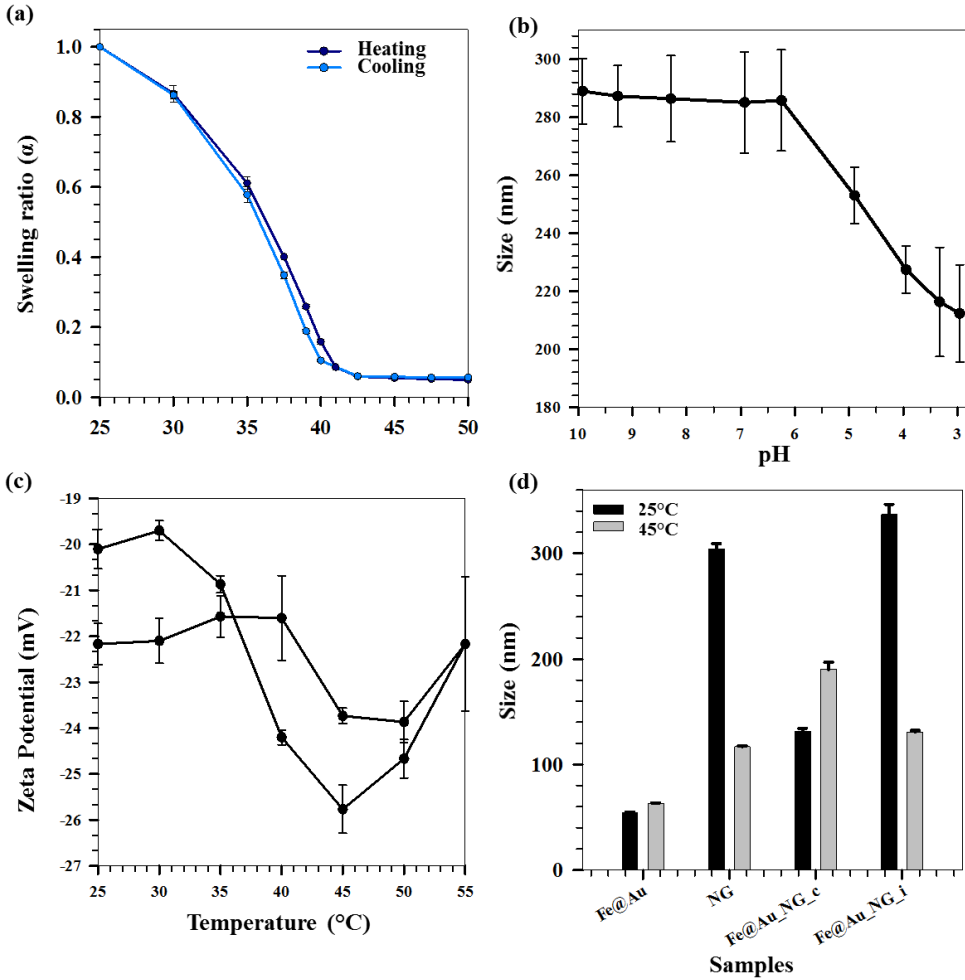 (a)
Heating
Cooling
Swelling ratio (α)
1.0
0.8
0.6
0.4
0.2
0.0
25 30 35 40 45 50
(b)
Size (nm)
300
280
260
240
220
200
180
10 9 8 7 6 5 4 3
pH
(c)
Zeta Potential (mV)
-19
-20
-21
-22
-23
-24
-25
-26
-27
25 30 35 40 45 50 55
Temperature (°C)
(d)
25°C
45°C
Size (nm)
300
200
100
0
Fe@Au NG Fe@Au_NG_c Fe@Au_NG_i
Samples